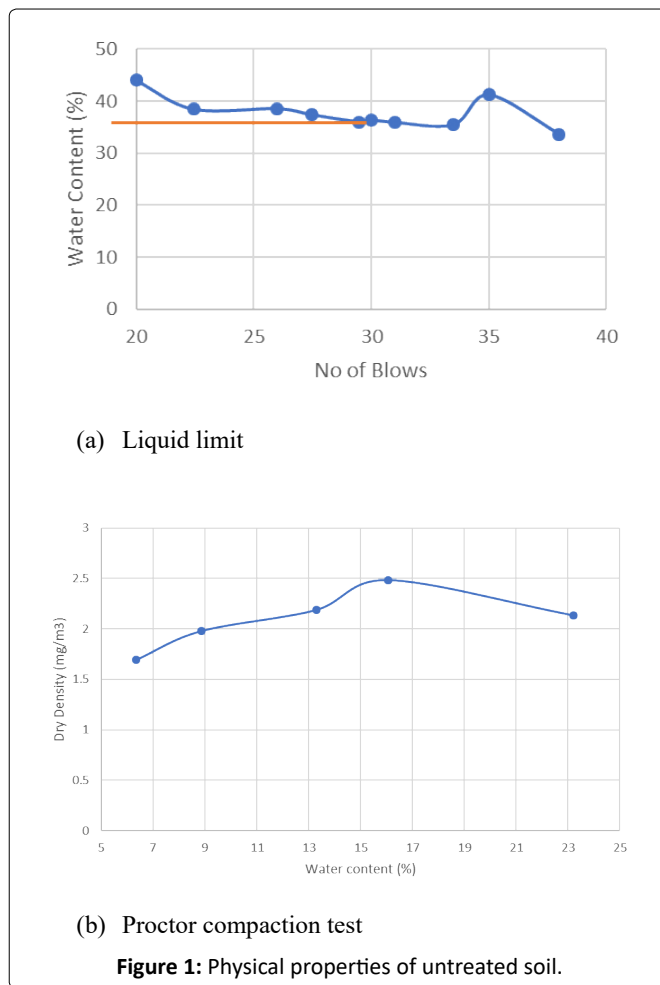 50
40
30
20
10
0
Water Content (%)
20 25 30 35 40
No of Blows
(a) Liquid limit
3
2.5
2
1.5
1
0.5
0
Dry Density (mg/m3)
5 7 9 11 13 15 17 19 21 23 25
Water content (%)
(b) Proctor compaction test
Figure 1: Physical properties of untreated soil.